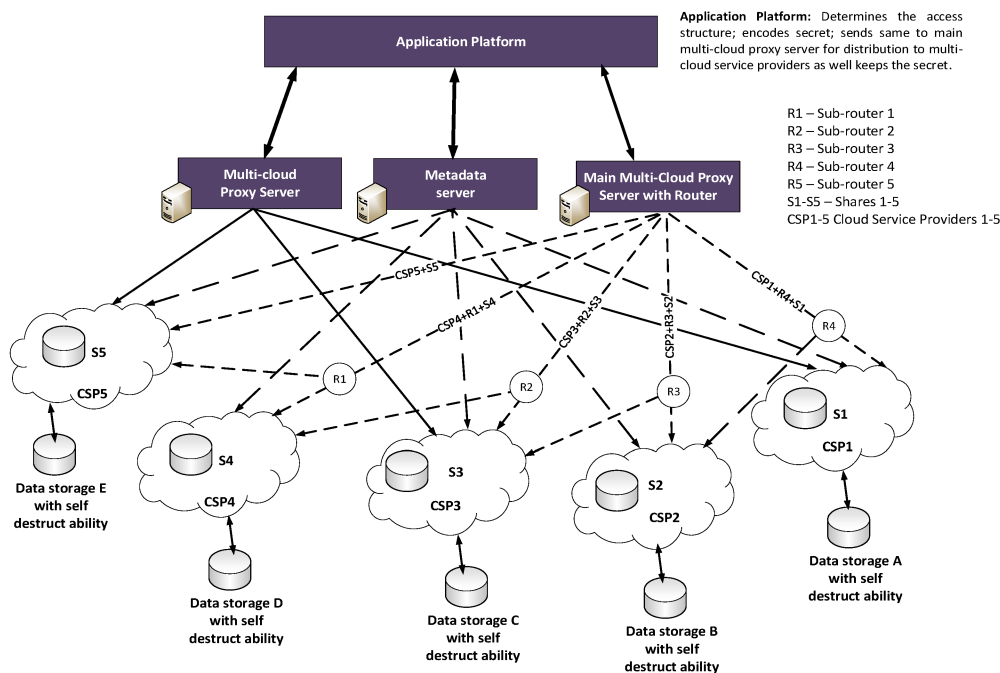 Application Platform
Application Platform: Determines the access
structure; encodes secret; sends same to main
multi-cloud proxy server for distribution to multi-
cloud service providers as well keeps the secret.
R1 – Sub-router 1
R2 – Sub-router 2
R3 – Sub-router 3
R4 – Sub-router 4
R5 – Sub-router 5
S1-S5 – Shares 1-5
CSP1-5 Cloud Service Providers 1-5
Multi-cloud
Proxy Server
Metadata
server
Main Multi-Cloud Proxy
Server with Router
CSP5+S5
CSP4+R1+S4
CSP3+R2+S3
CSP2+R3+S2
CSP1+R4+S1
R4
R1
R2
R3
S5
CSP5
S4
CSP4
S3
CSP3
S2
CSP2
S1
CSP1
Data storage E
with self
destruct ability
Data storage D
with self
destruct ability
Data storage C
with self
destruct ability
Data storage B
with self
destruct ability
Data storage A
with self
destruct ability